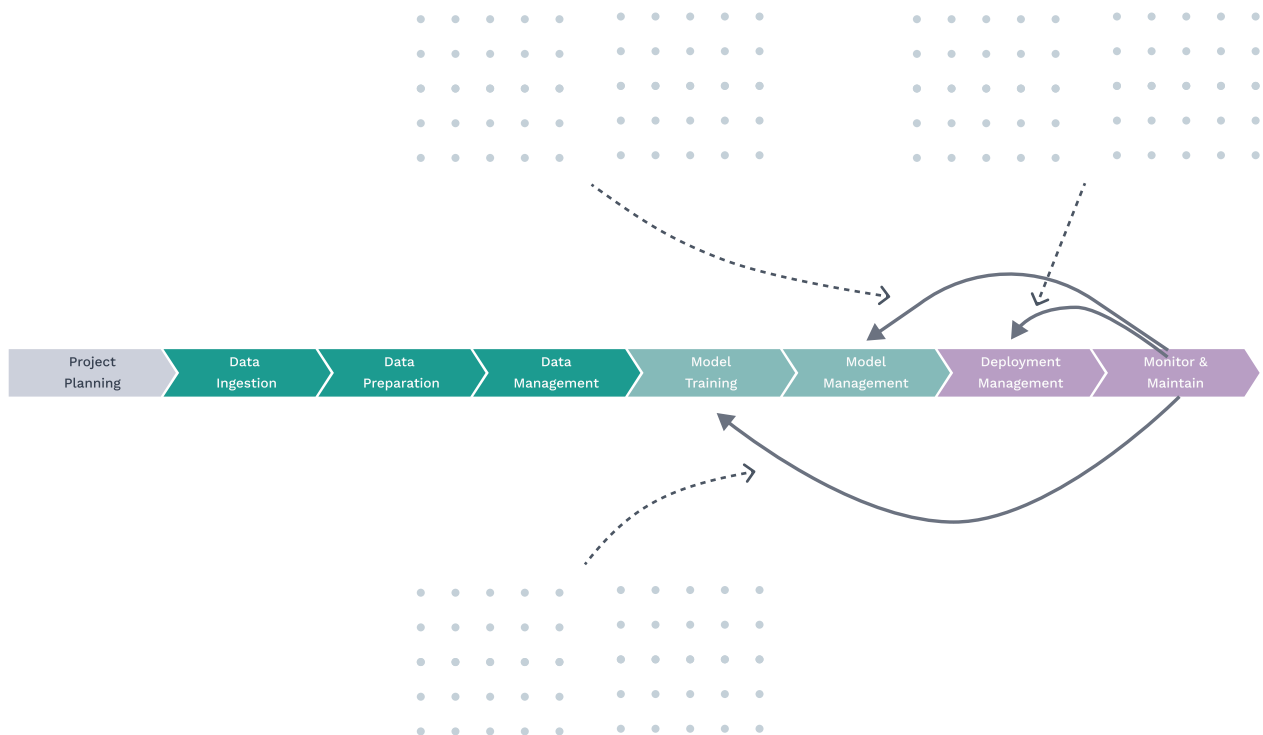 Project
Planning
Data
Ingestion
Data
Preparation
Data
Management
Model
Training
Model
Management
Deployment
Management
Monitor &
Maintain